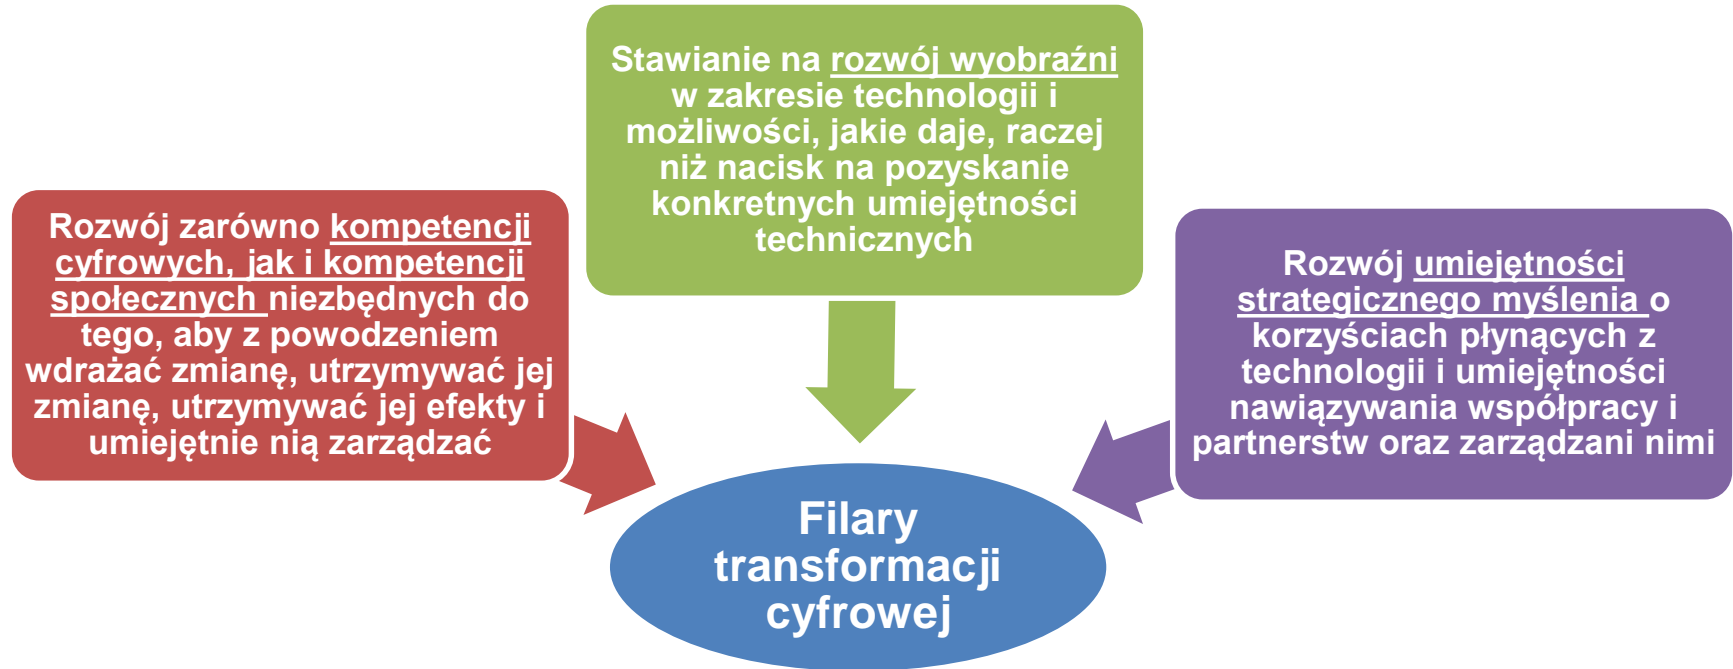 Stawianie na rozwój wyobraźni
w zakresie technologii i
możliwości, jakie daje, raczej
niż nacisk na pozyskanie
konkretnych umiejętności
technicznych
Rozwój zarówno kompetencji
cyfrowych, jak i kompetencji
społecznych niezbędnych do
tego, aby z powodzeniem
wdrażać zmianę, utrzymywać jej
zmianę, utrzymywać jej efekty i
umiejętnie nią zarządzać
Rozwój umiejętności
strategicznego myślenia o
korzyściach płynących z
technologii i umiejętności
nawiązywania współpracy i
partnerstw oraz zarządzani nimi
Filary
transformacji
cyfrowej